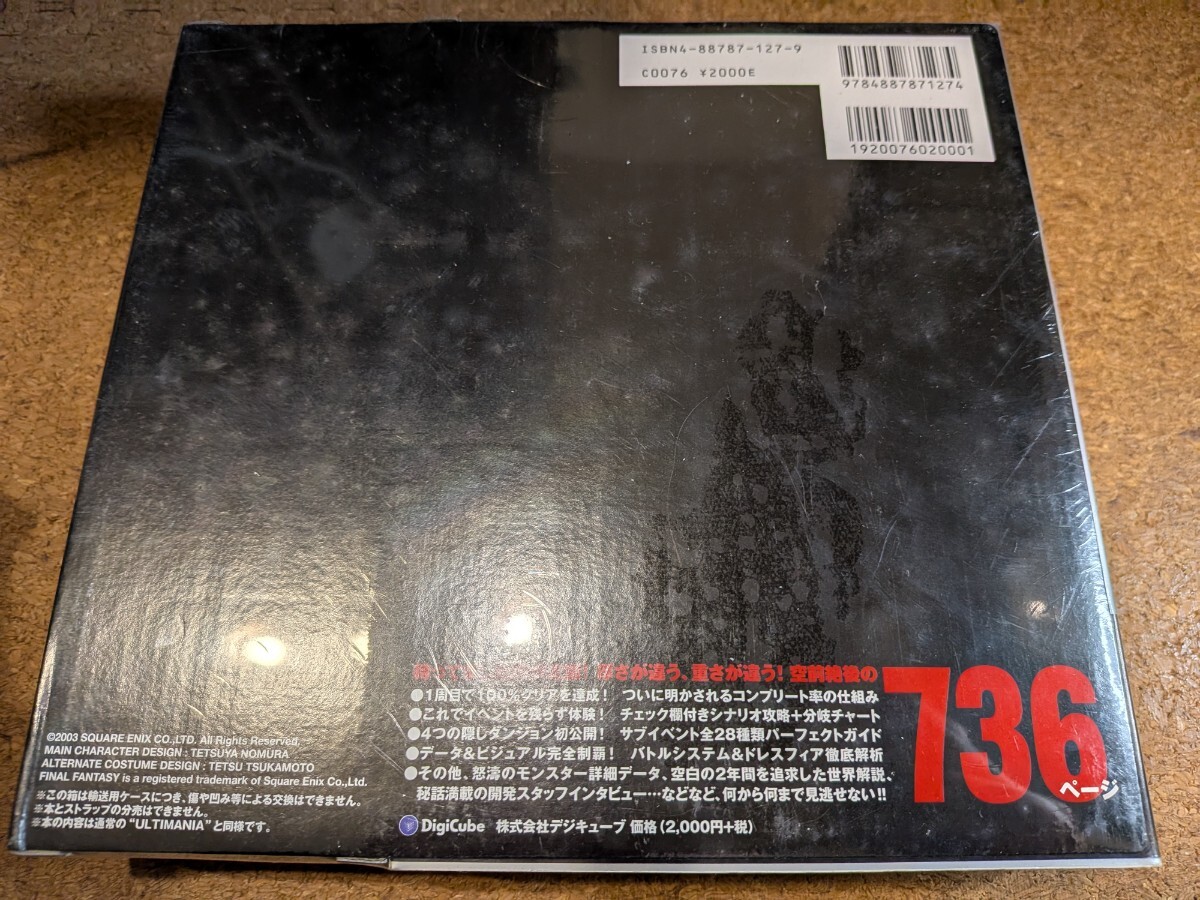 ISBN4-88787-127-9
C0076 ¥2000E
9784887871274
1920076020001
厚さが違う、重さが違う! 空前絶後の
736
ページ
●1周目で100%クリアを達成! ついに明かされるコンプリート率の仕組み
●これでイベントを残らず体験! チェック欄付きシナリオ攻略+分岐チャート
●4つの隠しダンジョン初公開! サブイベント全28種類パーフェクトガイド
●データ&ビジュアル完全制覇! バトルシステム&ドレスフィア徹底解析
●その他、怒濤のモンスター詳細データ、空白の2年間を追求した世界解説、
秘話満載の開発スタッフインタビュー…などなど、何から何まで見逃せない!!
DigiCube 株式会社デジキューブ 価格(2,000円+税)
©2003 SQUARE ENIX CO.,LTD. All Rights Reserved.
MAIN CHARACTER DESIGN : TETSUYA NOMURA
ALTERNATE COSTUME DESIGN : TETSU TSUKAMOTO
FINAL FANTASY is a registered trademark of Square Enix Co.,Ltd.
※この箱は輸送用ケースにつき、傷や凹み等による交換はできません。
※本とストラップの分売はできません。
※本の内容は通常の“ULTIMANIA”と同様です。